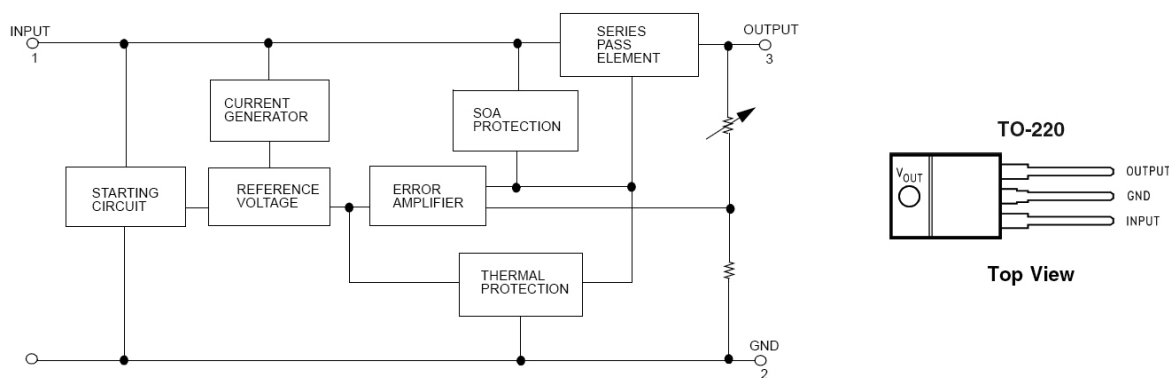 INPUT
1
SERIES
PASS
ELEMENT
OUTPUT
3
CURRENT
GENERATOR
SOA
PROTECTION
STARTING
CIRCUIT
REFERENCE
VOLTAGE
ERROR
AMPLIFIER
THERMAL
PROTECTION
GND
2
TO-220
VOUT
OUTPUT
GND
INPUT
Top View